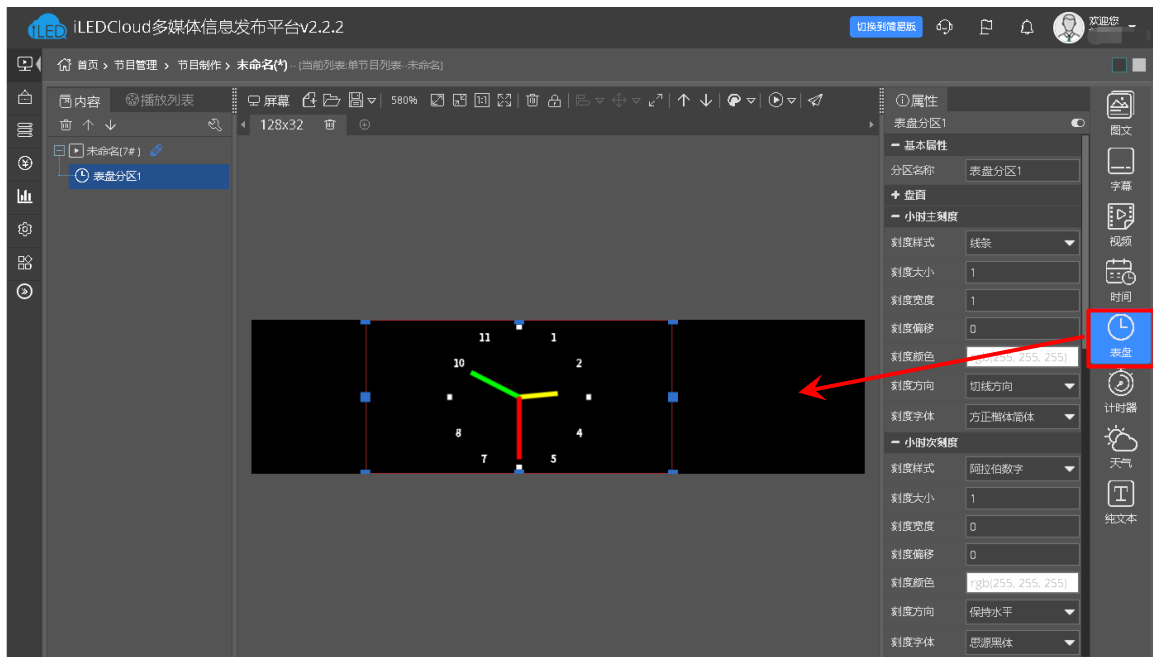 iLED iLEDCloud多媒体信息发布平台v2.2.2
切换到简易版
欢迎您
首页 > 节目管理 > 节目制作 > 未命名(*) -- [当前列表:单节目列表--未命名]
内容 播放列表
屏幕 580% 1:1
属性
128x32
表盘分区1
未命名(7#)
表盘分区1
基本属性
分区名称 表盘分区1
盘面
小时主刻度
刻度样式 线条
刻度大小 1
刻度宽度 1
刻度偏移 0
刻度颜色 rgb(255, 255, 255)
刻度方向 切线方向
刻度字体 方正楷体简体
小时次刻度
刻度样式 阿拉伯数字
刻度大小 1
刻度宽度 0
刻度偏移 0
刻度颜色 rgb(255, 255, 255)
刻度方向 保持水平
刻度字体 思源黑体
11 1
10 2
8 4
7 5
图文
字幕
视频
时间
表盘
计时器
天气
T
纯文本